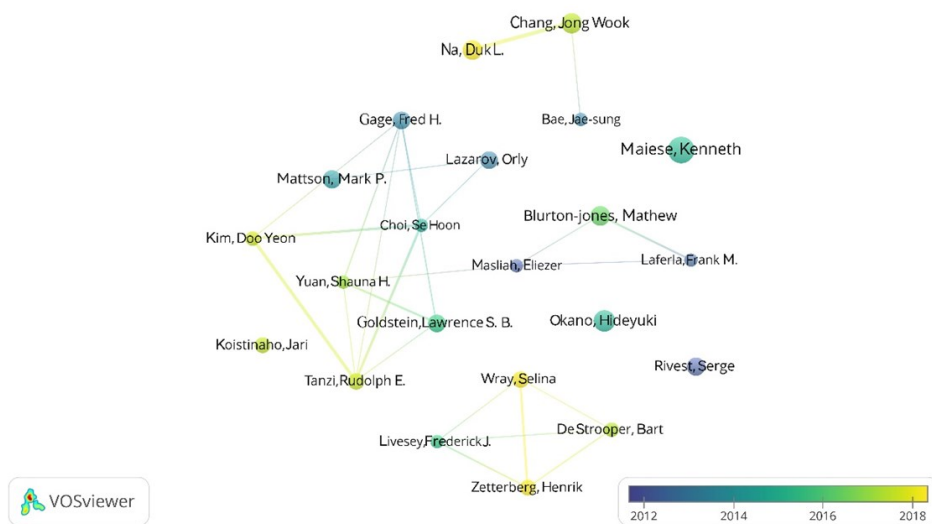 Chang, Jong Wook
Na, Duk L.
Gage, Fred H.
Bae, Jae-sung
Maiese, Kenneth
Lazarov, Orly
Mattson, Mark P.
Blurton-jones, Mathew
Choi, Se Hoon
Kim, Doo Yeon
Masliah, Eliezer
Laferla, Frank M.
Yuan, Shauna H.
Goldstein, Lawrence S. B.
Okano, Hideyuki
Koistinaho, Jari
Rivest, Serge
Tanzi, Rudolph E.
Wray, Selina
De Strooper, Bart
Livesey, Frederick J.
Zetterberg, Henrik
VOSviewer
2012 2014 2016 2018